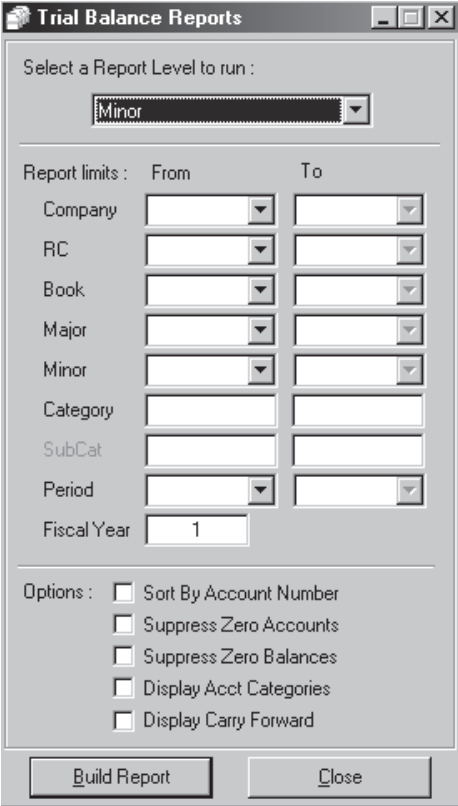 Trial Balance Reports
Select a Report Level to run :
Minor
Report limits : From To
Company
RC
Book
Major
Minor
Category
SubCat
Period
Fiscal Year 1
Options : Sort By Account Number
Suppress Zero Accounts
Suppress Zero Balances
Display Acct Categories
Display Carry Forward
Build Report Close